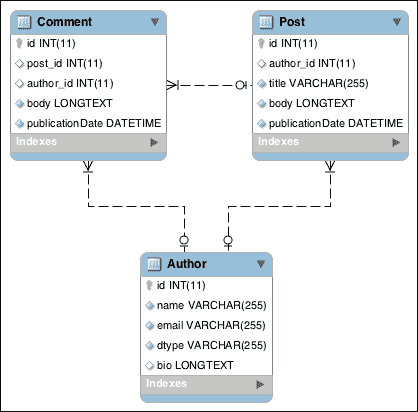 Comment
id INT(11)
post_id INT(11)
author_id INT(11)
body LONGTEXT
publicationDate DATETIME
Indexes
Post
id INT(11)
author_id INT(11)
title VARCHAR(255)
body LONGTEXT
publicationDate DATETIME
Indexes
Author
id INT(11)
name VARCHAR(255)
email VARCHAR(255)
dtype VARCHAR(255)
bio LONGTEXT
Indexes